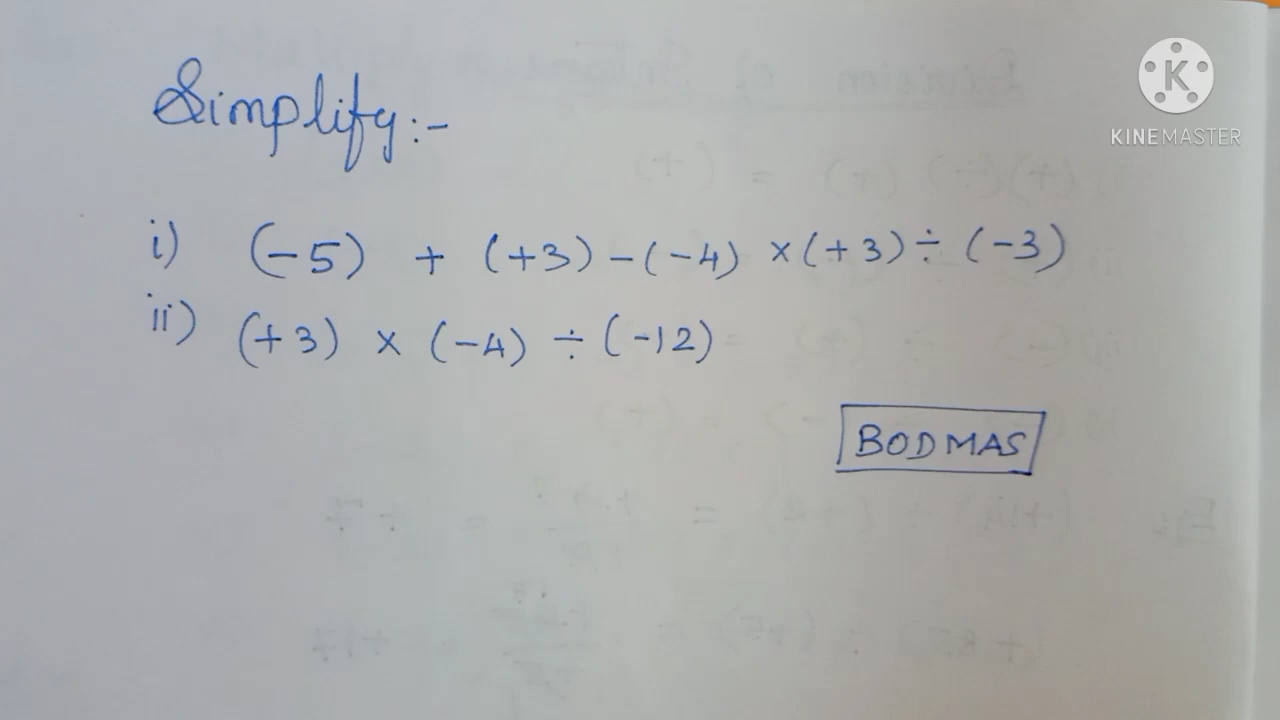 K
KINEMASTER
Simplify:-
i) (-5) + (+3) - (-4) × (+3) ÷ (-3)
ii) (+3) × (-4) ÷ (-12)
BODMAS